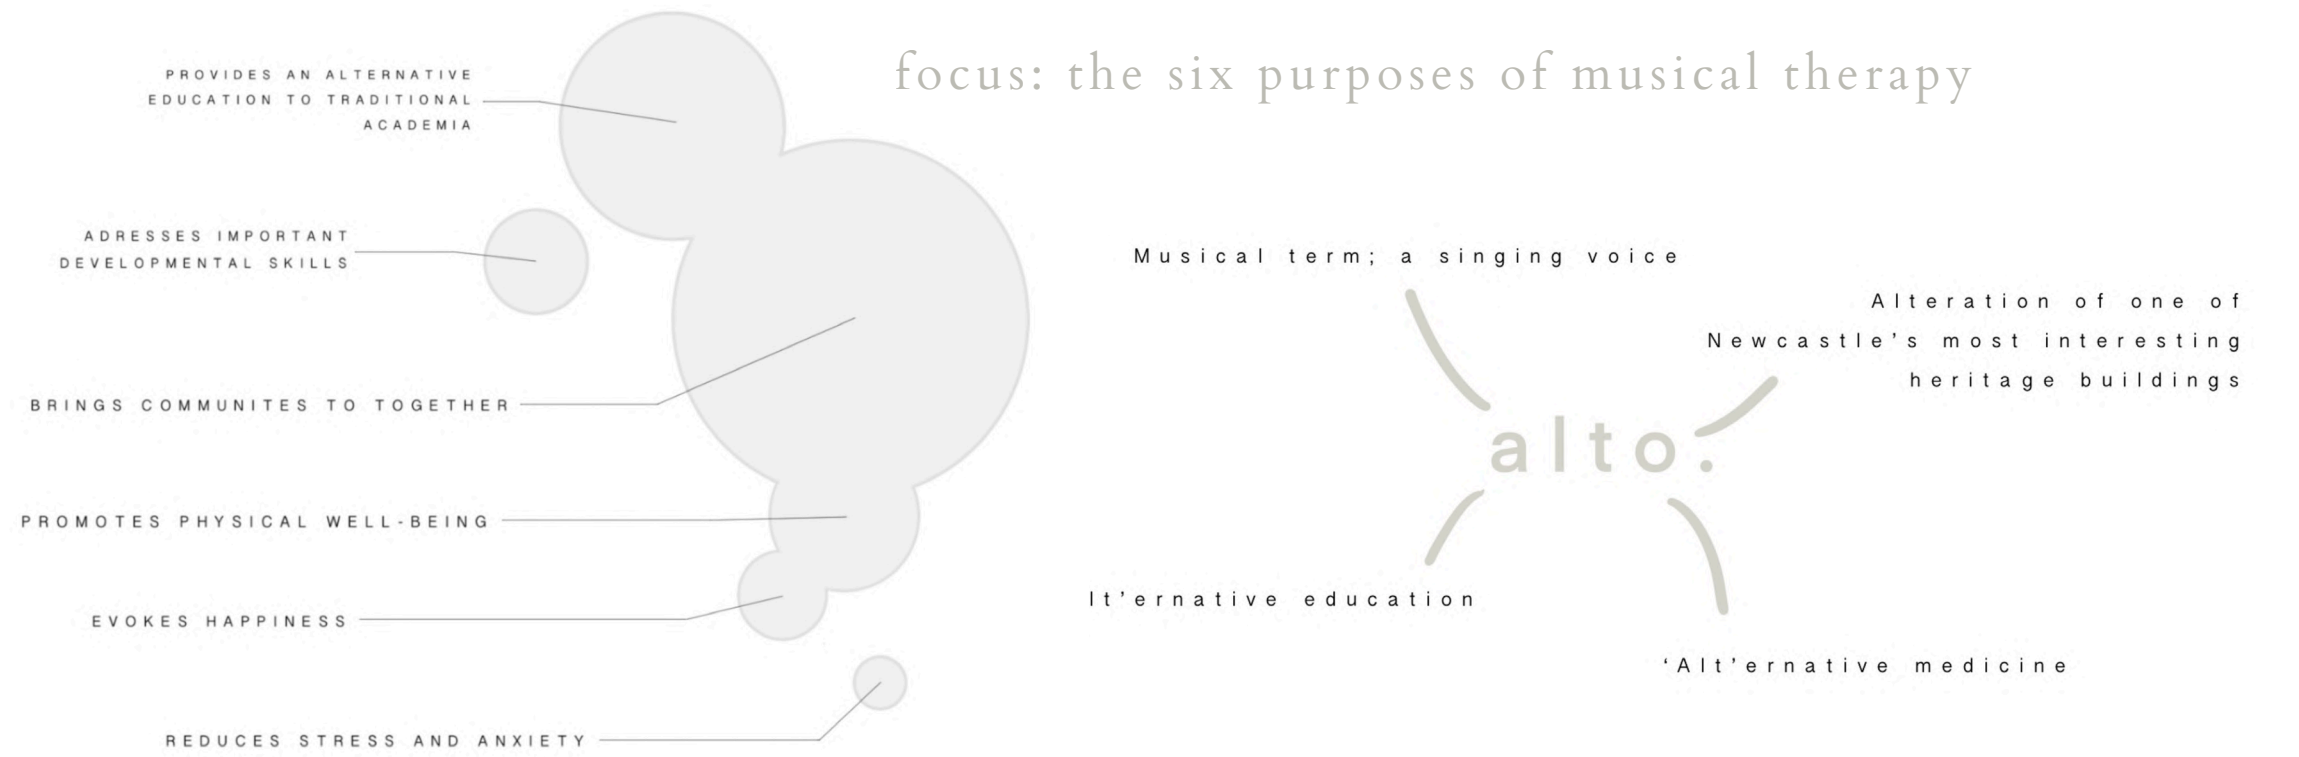 focus: the six purposes of musical therapy
PROVIDES AN ALTERNATIVE
EDUCATION TO TRADITIONAL
ACADEMIA
ADRESSES IMPORTANT
DEVELOPMENTAL SKILLS
BRINGS COMMUNITES TO TOGETHER
PROMOTES PHYSICAL WELL-BEING
EVOKES HAPPINESS
REDUCES STRESS AND ANXIETY
Musical term; a singing voice
Alteration of one of
Newcastle’s most interesting
heritage buildings
alto.
lt’ernative education
‘Alt’ernative medicine